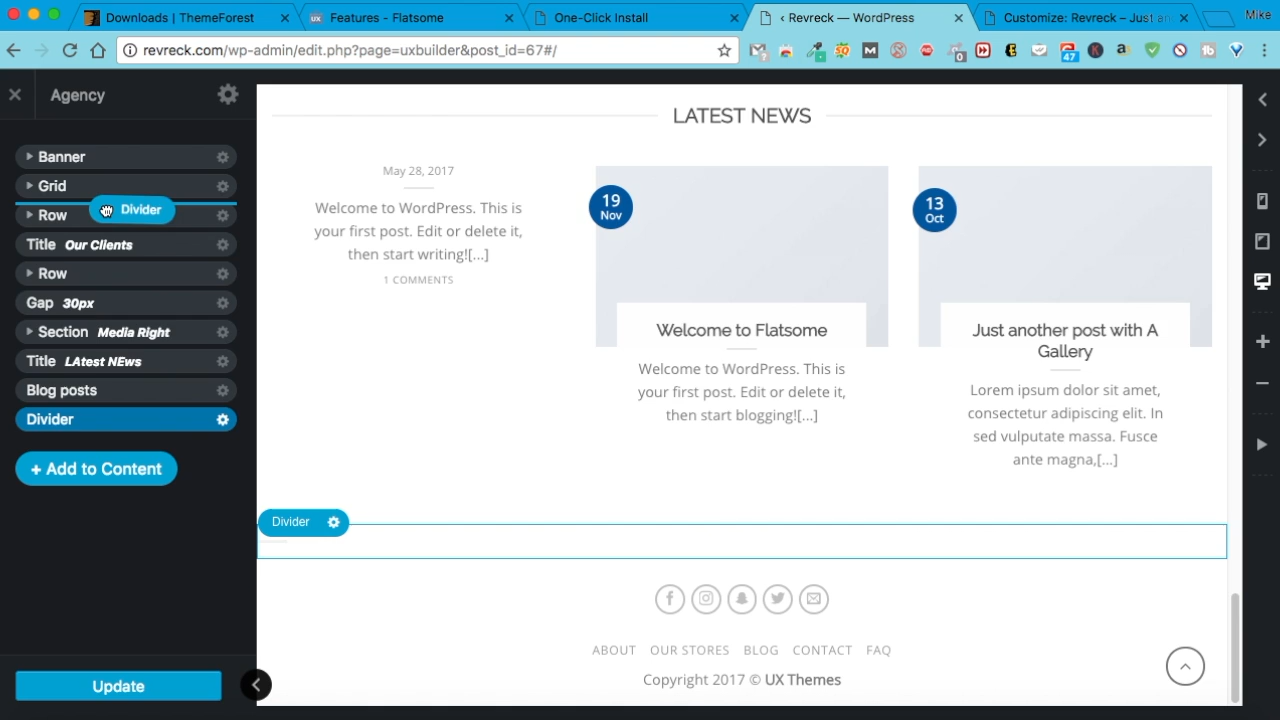 Downloads | ThemeForest
Features - Flatsome
One-Click Install
‹ Revreck — WordPress
Customize: Revreck – Just an
Mike
revreck.com/wp-admin/edit.php?page=uxbuilder&post_id=67#/
Agency
Banner
Grid
Divider
Row
Title Our Clients
Row
Gap 30px
Section Media Right
Title LAtest NEws
Blog posts
Divider
+ Add to Content
Update
LATEST NEWS
May 28, 2017
Welcome to WordPress. This is
your first post. Edit or delete it,
then start writing![...]
1 COMMENTS
19
Nov
Welcome to Flatsome
Welcome to WordPress. This is
your first post. Edit or delete it,
then start blogging![...]
13
Oct
Just another post with A
Gallery
Lorem ipsum dolor sit amet,
consectetur adipiscing elit. In
sed vulputate massa. Fusce
ante magna,[...]
Divider
ABOUT OUR STORES BLOG CONTACT FAQ
Copyright 2017 © UX Themes